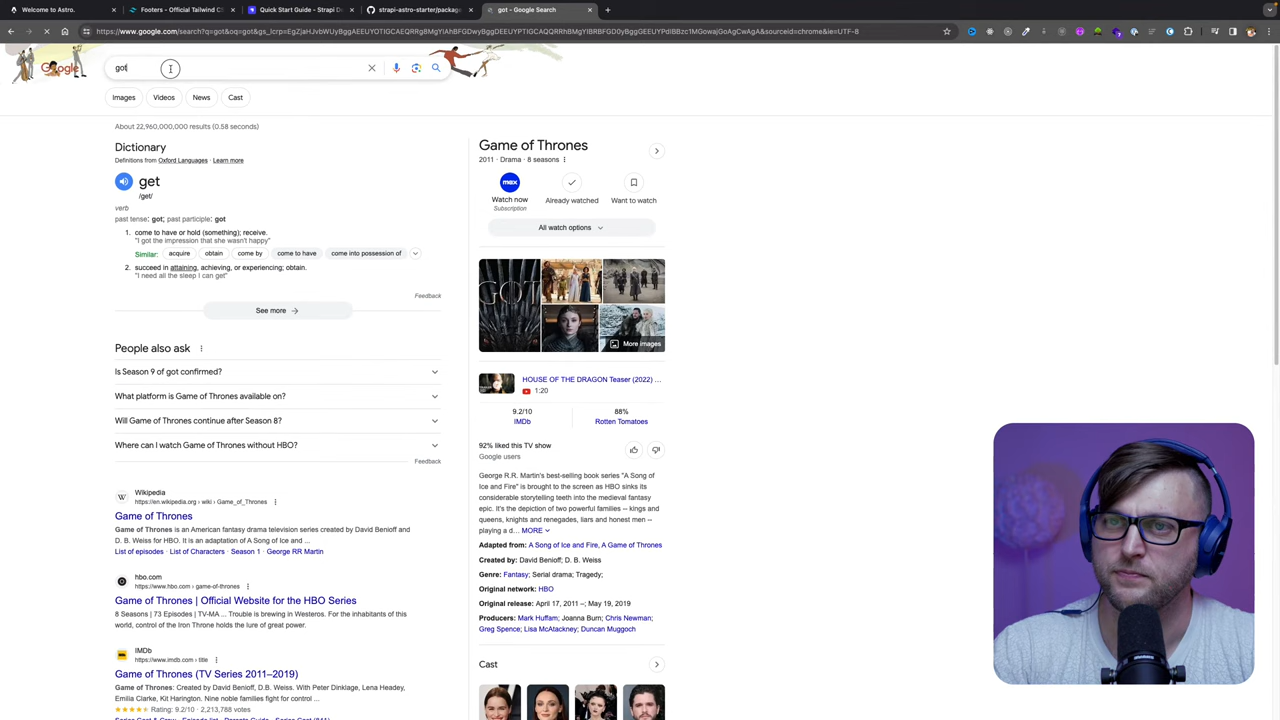 Welcome to Astro.
Footers - Official Tailwind C
Quick Start Guide - Strapi D
strapi-astro-starter/package
got - Google Search
Google
got
Images
Videos
News
Cast
About 22,960,000,000 results (0.58 seconds)
Dictionary
Definitions from Oxford Languages · Learn more
get
/get/
verb
past tense: got; past participle: got
1. come to have or hold (something); receive.
"I got the impression that she wasn't happy"
Similar: acquire obtain come by come to have come into possession of
2. succeed in attaining, achieving, or experiencing; obtain.
"I need all the sleep I can get"
Feedback
See more
People also ask
Is Season 9 of got confirmed?
What platform is Game of Thrones available on?
Will Game of Thrones continue after Season 8?
Where can I watch Game of Thrones without HBO?
Feedback
W
Wikipedia
https://en.wikipedia.org › wiki › Game_of_Thrones
Game of Thrones
Game of Thrones is an American fantasy drama television series created by David Benioff and
D. B. Weiss for HBO. It is an adaptation of A Song of Ice and ...
List of episodes · List of Characters · Season 1 · George RR Martin
hbo.com
https://www.hbo.com › game-of-thrones
Game of Thrones | Official Website for the HBO Series
8 Seasons | 73 Episodes | TV-MA ... Trouble is brewing in Westeros. For the inhabitants of this
world, control of the Iron Throne holds the lure of great power.
IMDb
https://www.imdb.com › title
Game of Thrones (TV Series 2011–2019)
Game of Thrones: Created by David Benioff, D.B. Weiss. With Peter Dinklage, Lena Headey,
Emilia Clarke, Kit Harington. Nine noble families fight for control ...
Rating: 9.2/10 · 2,213,788 votes
Game of Thrones
2011 · Drama · 8 seasons
max
Watch now
Subscription
Already watched
Want to watch
All watch options
GOT
More images
HOUSE OF THE DRAGON Teaser (2022) …
1:20
9.2/10
IMDb
88%
Rotten Tomatoes
92% liked this TV show
Google users
George R.R. Martin's best-selling book series "A Song of
Ice and Fire" is brought to the screen as HBO sinks its
considerable storytelling teeth into the medieval fantasy
epic. It's the depiction of two powerful families -- kings and
queens, knights and renegades, liars and honest men --
playing a d… MORE
Adapted from: A Song of Ice and Fire, A Game of Thrones
Created by: David Benioff; D. B. Weiss
Genre: Fantasy; Serial drama; Tragedy;
Original network: HBO
Original release: April 17, 2011 –; May 19, 2019
Producers: Mark Huffam; Joanna Burn; Chris Newman;
Greg Spence; Lisa McAtackney; Duncan Muggoch
Cast